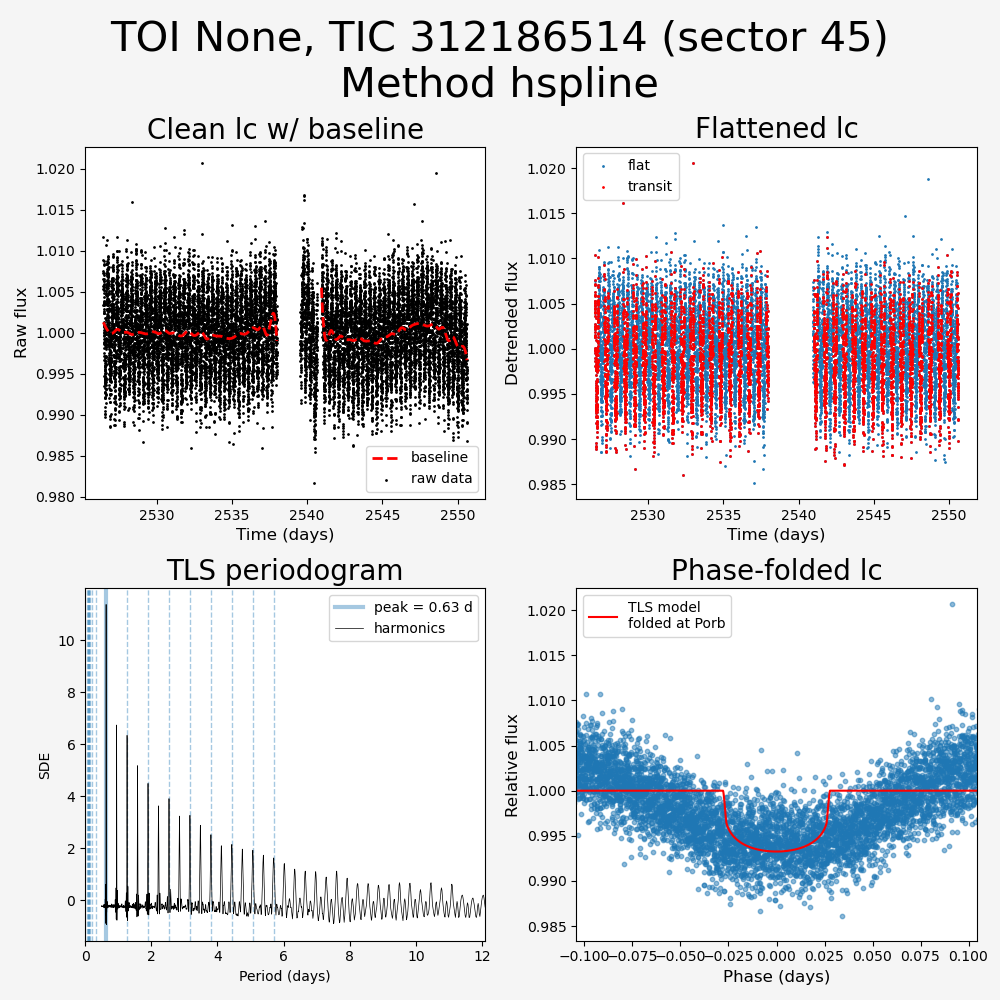 TOI None, TIC 312186514 (sector 45)
Method hspline
Clean lc w/ baseline
Raw flux
1.020
1.015
1.010
1.005
1.000
0.995
0.990
0.985
0.980
baseline
raw data
2530
2535
2540
2545
2550
Time (days)
Flattened lc
Detrended flux
1.020
1.015
1.010
1.005
1.000
0.995
0.990
0.985
flat
transit
2530
2535
2540
2545
2550
Time (days)
TLS periodogram
SDE
10
8
6
4
2
0
peak = 0.63 d
harmonics
0
2
4
6
8
10
12
Period (days)
Phase-folded lc
Relative flux
1.020
1.015
1.010
1.005
1.000
0.995
0.990
0.985
TLS model
folded at Porb
−0.100
−0.075
−0.050
−0.025
0.000
0.025
0.050
0.075
0.100
Phase (days)